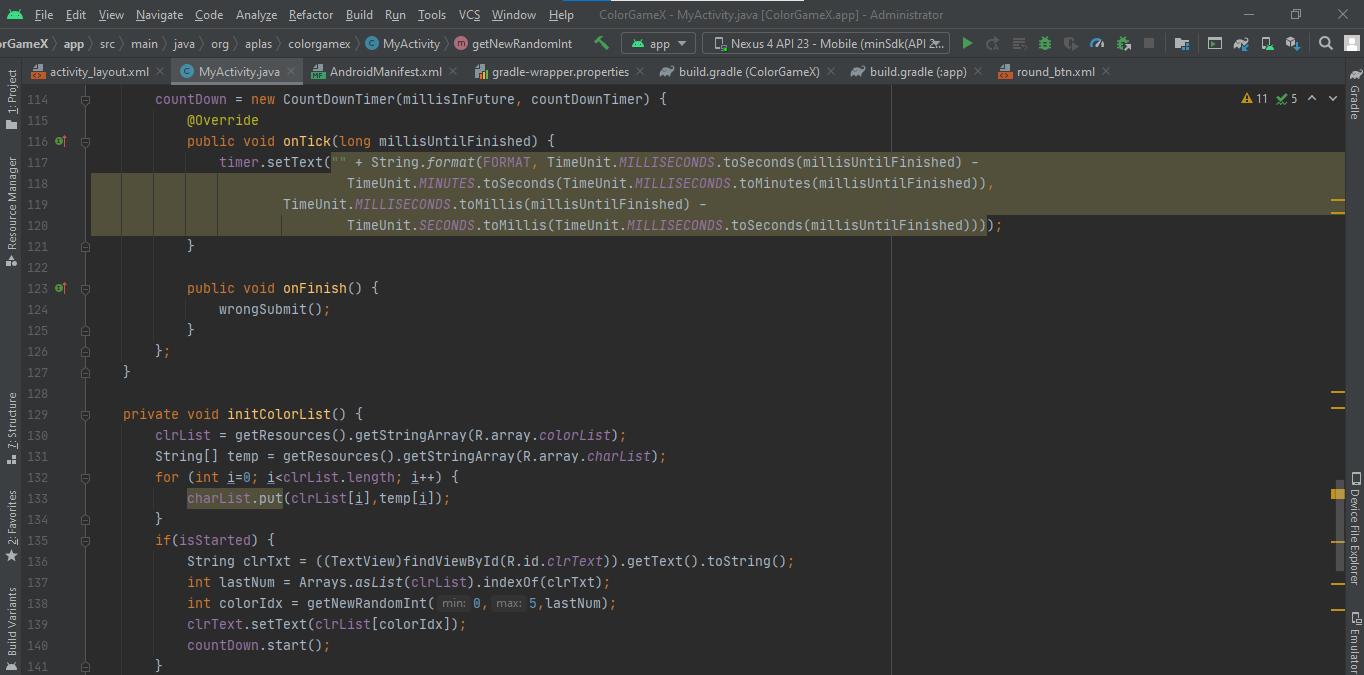 File Edit View Navigate Code Analyze Refactor Build Run Tools VCS Window Help ColorGameX - MyActivity.java [ColorGameX.app] - Administrator
orGameX app src main java org aplas colorgamex MyActivity getNewRandomInt app Nexus 4 API 23 - Mobile (minSdk(API 2
activity_layout.xml MyActivity.java AndroidManifest.xml gradle-wrapper.properties build.gradle (ColorGameX) build.gradle (:app) round_btn.xml
11 5
1: Project
Resource Manager
7: Structure
2: Favorites
Build Variants
114 countDown = new CountDownTimer(millisInFuture, countDownTimer) {
115 @Override
116 public void onTick(long millisUntilFinished) {
117 timer.setText("" + String.format(FORMAT, TimeUnit.MILLISECONDS.toSeconds(millisUntilFinished) -
118 TimeUnit.MINUTES.toSeconds(TimeUnit.MILLISECONDS.toMinutes(millisUntilFinished)),
119 TimeUnit.MILLISECONDS.toMillis(millisUntilFinished) -
120 TimeUnit.SECONDS.toMillis(TimeUnit.MILLISECONDS.toSeconds(millisUntilFinished))));
121 }
122
123 public void onFinish() {
124 wrongSubmit();
125 }
126 };
127 }
128
129 private void initColorList() {
130 clrList = getResources().getStringArray(R.array.colorList);
131 String[] temp = getResources().getStringArray(R.array.charList);
132 for (int i=0; i<clrList.length; i++) {
133 charList.put(clrList[i],temp[i]);
134 }
135 if(isStarted) {
136 String clrTxt = ((TextView)findViewById(R.id.clrText)).getText().toString();
137 int lastNum = Arrays.asList(clrList).indexOf(clrTxt);
138 int colorIdx = getNewRandomInt( min: 0, max: 5,lastNum);
139 clrText.setText(clrList[colorIdx]);
140 countDown.start();
141 }
Gradle
Device File Explorer
Emulator